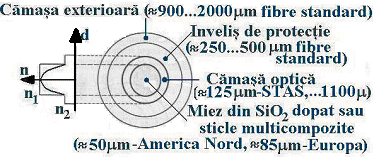 Cămaşa exterioară (≈900...2000µm fibre standard)
d
Inveliş de protecţie
(≈250...500 µm fibre
standard)
n
n₁
n₂
Cămaşă optică
(≈125µm-STAS,...1100µ)
Miez din SiO2 dopat sau
sticle multicompozite
(≈50µm-America Nord, ≈85µm-Europa)